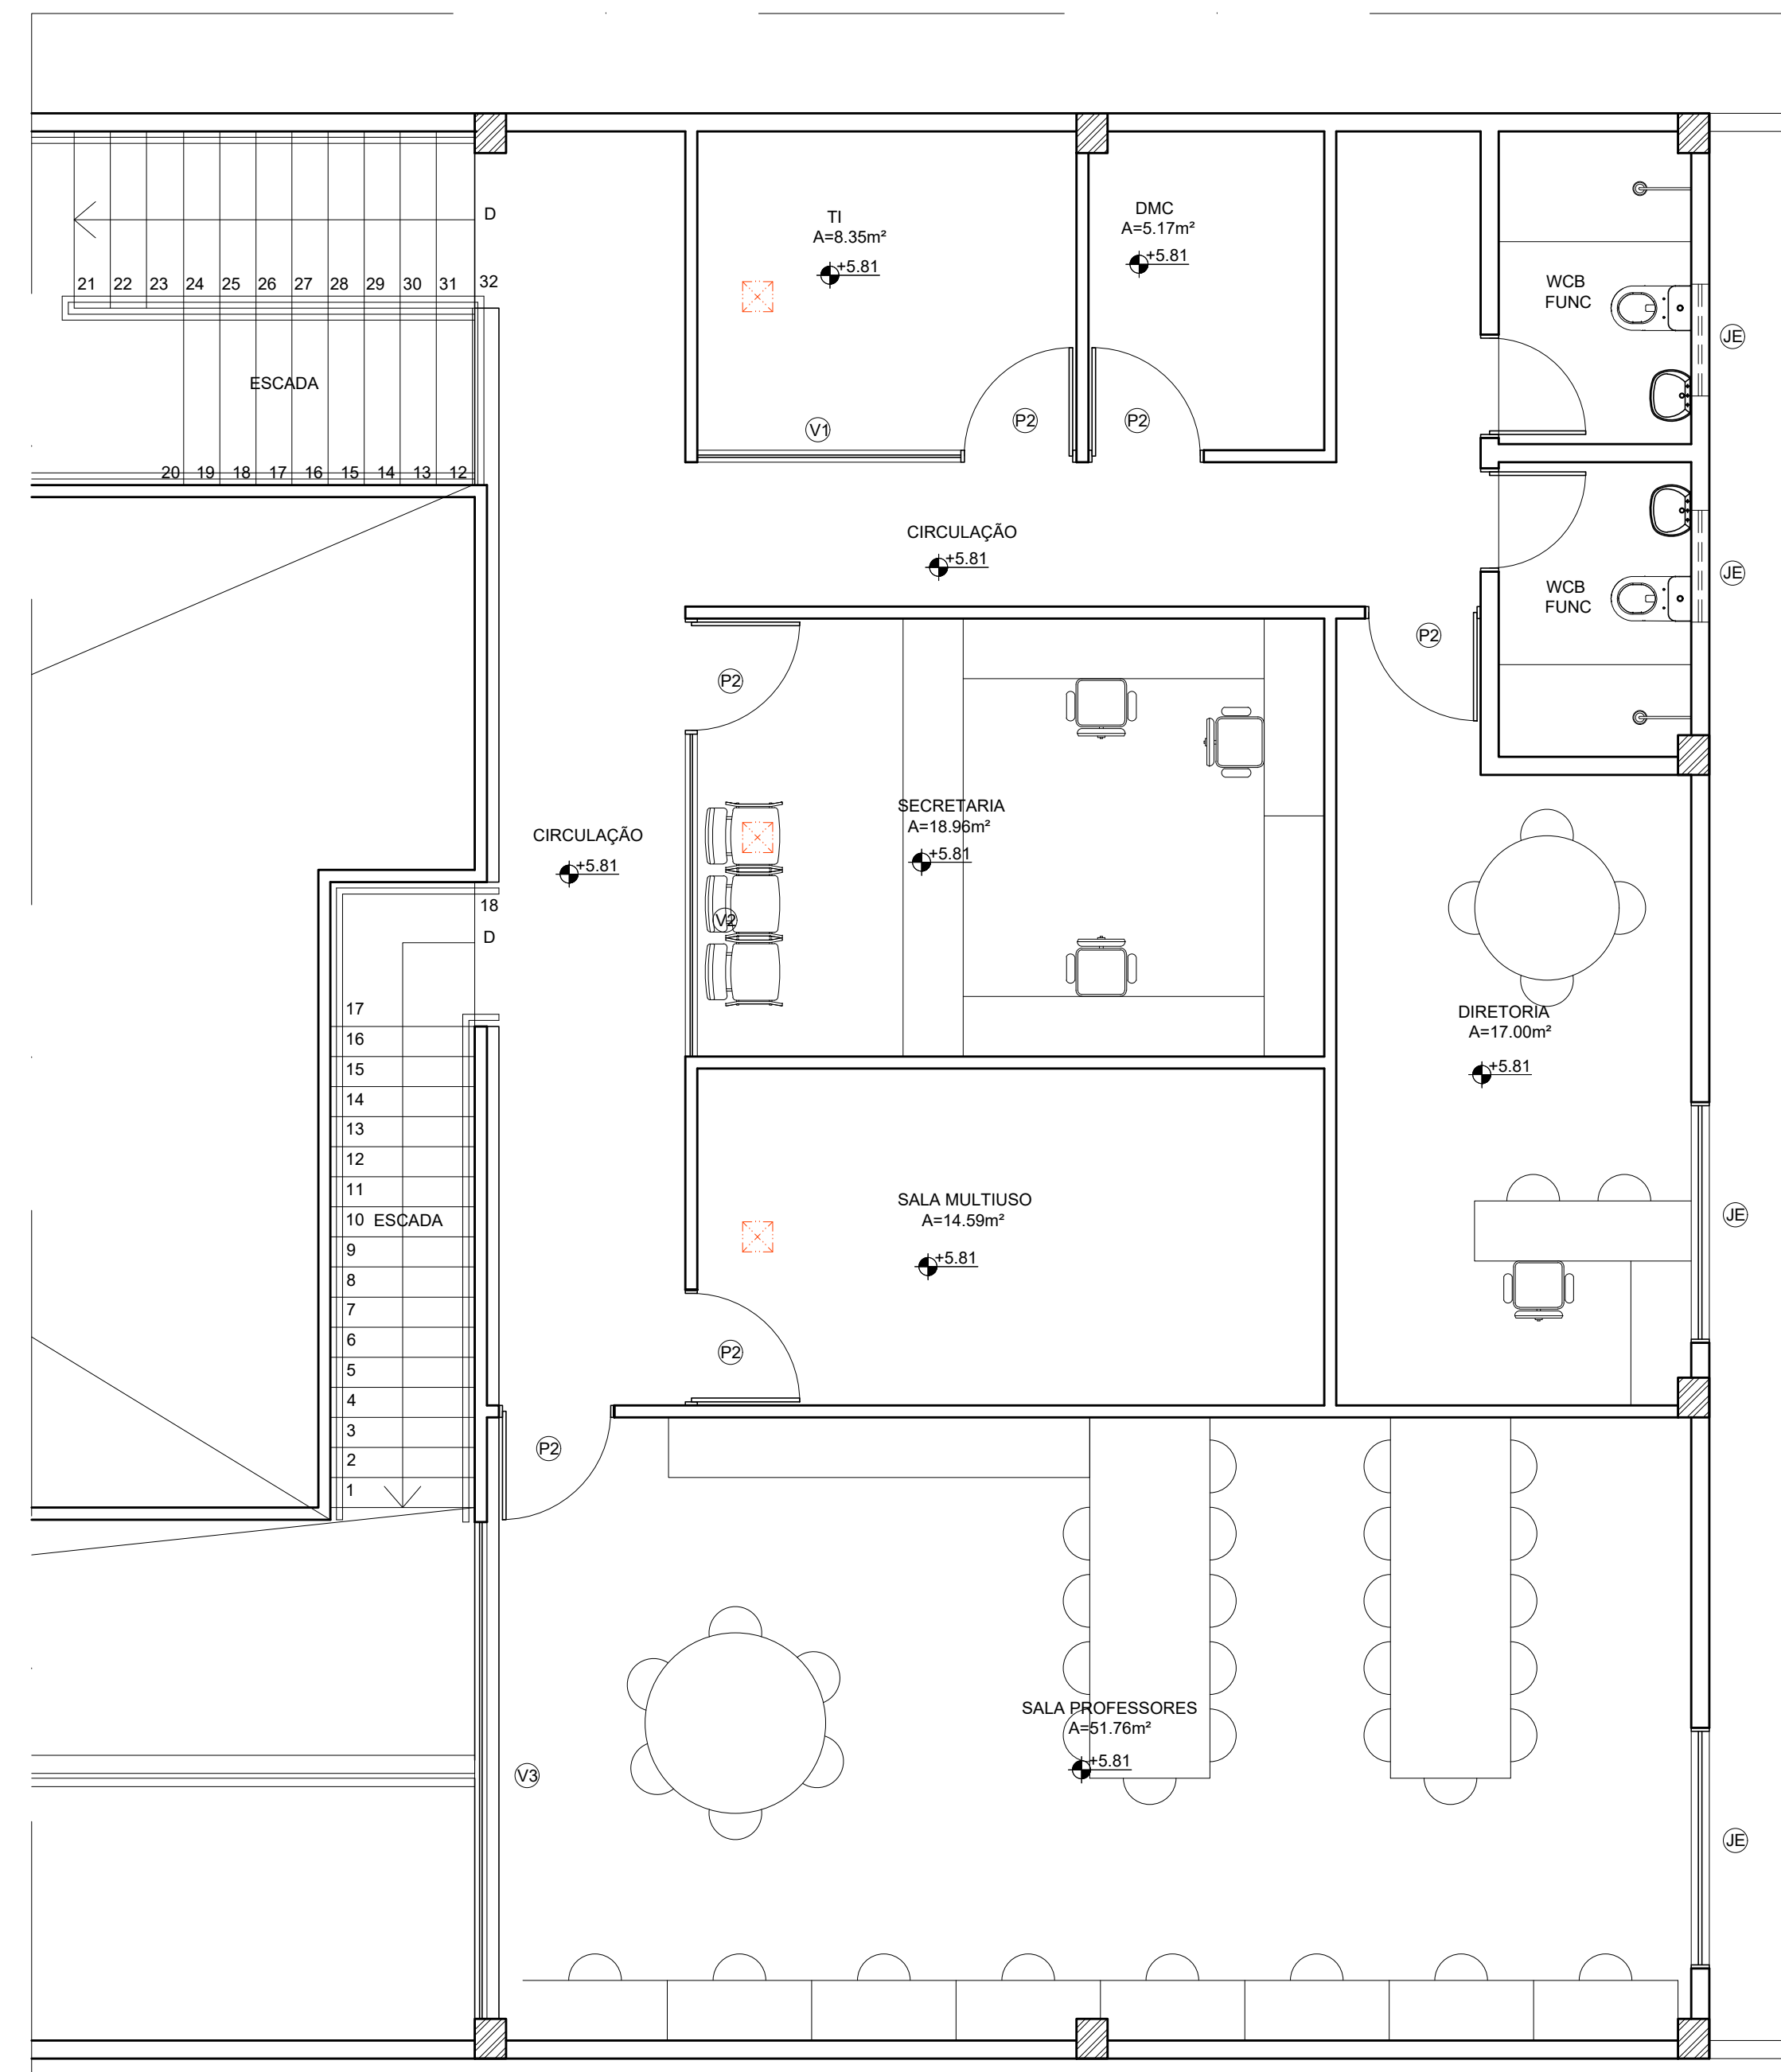 D
TI
A=8.35m²
+5.81
DMC
A=5.17m²
+5.81
21 22 23 24 25 26 27 28 29 30 31 32
WCB
FUNC
JE
ESCADA
V1
P2
P2
20 19 18 17 16 15 14 13 12
CIRCULAÇÃO
+5.81
JE
WCB
FUNC
P2
P2
SECRETARIA
A=18.96m²
+5.81
CIRCULAÇÃO
+5.81
V2
18
D
17
16
15
14
13
12
11
10 ESCADA
9
8
7
6
5
4
3
2
1
DIRETORIA
A=17.00m²
+5.81
SALA MULTIUSO
A=14.59m²
+5.81
JE
P2
P2
SALA PROFESSORES
A=51.76m²
+5.81
V3
JE